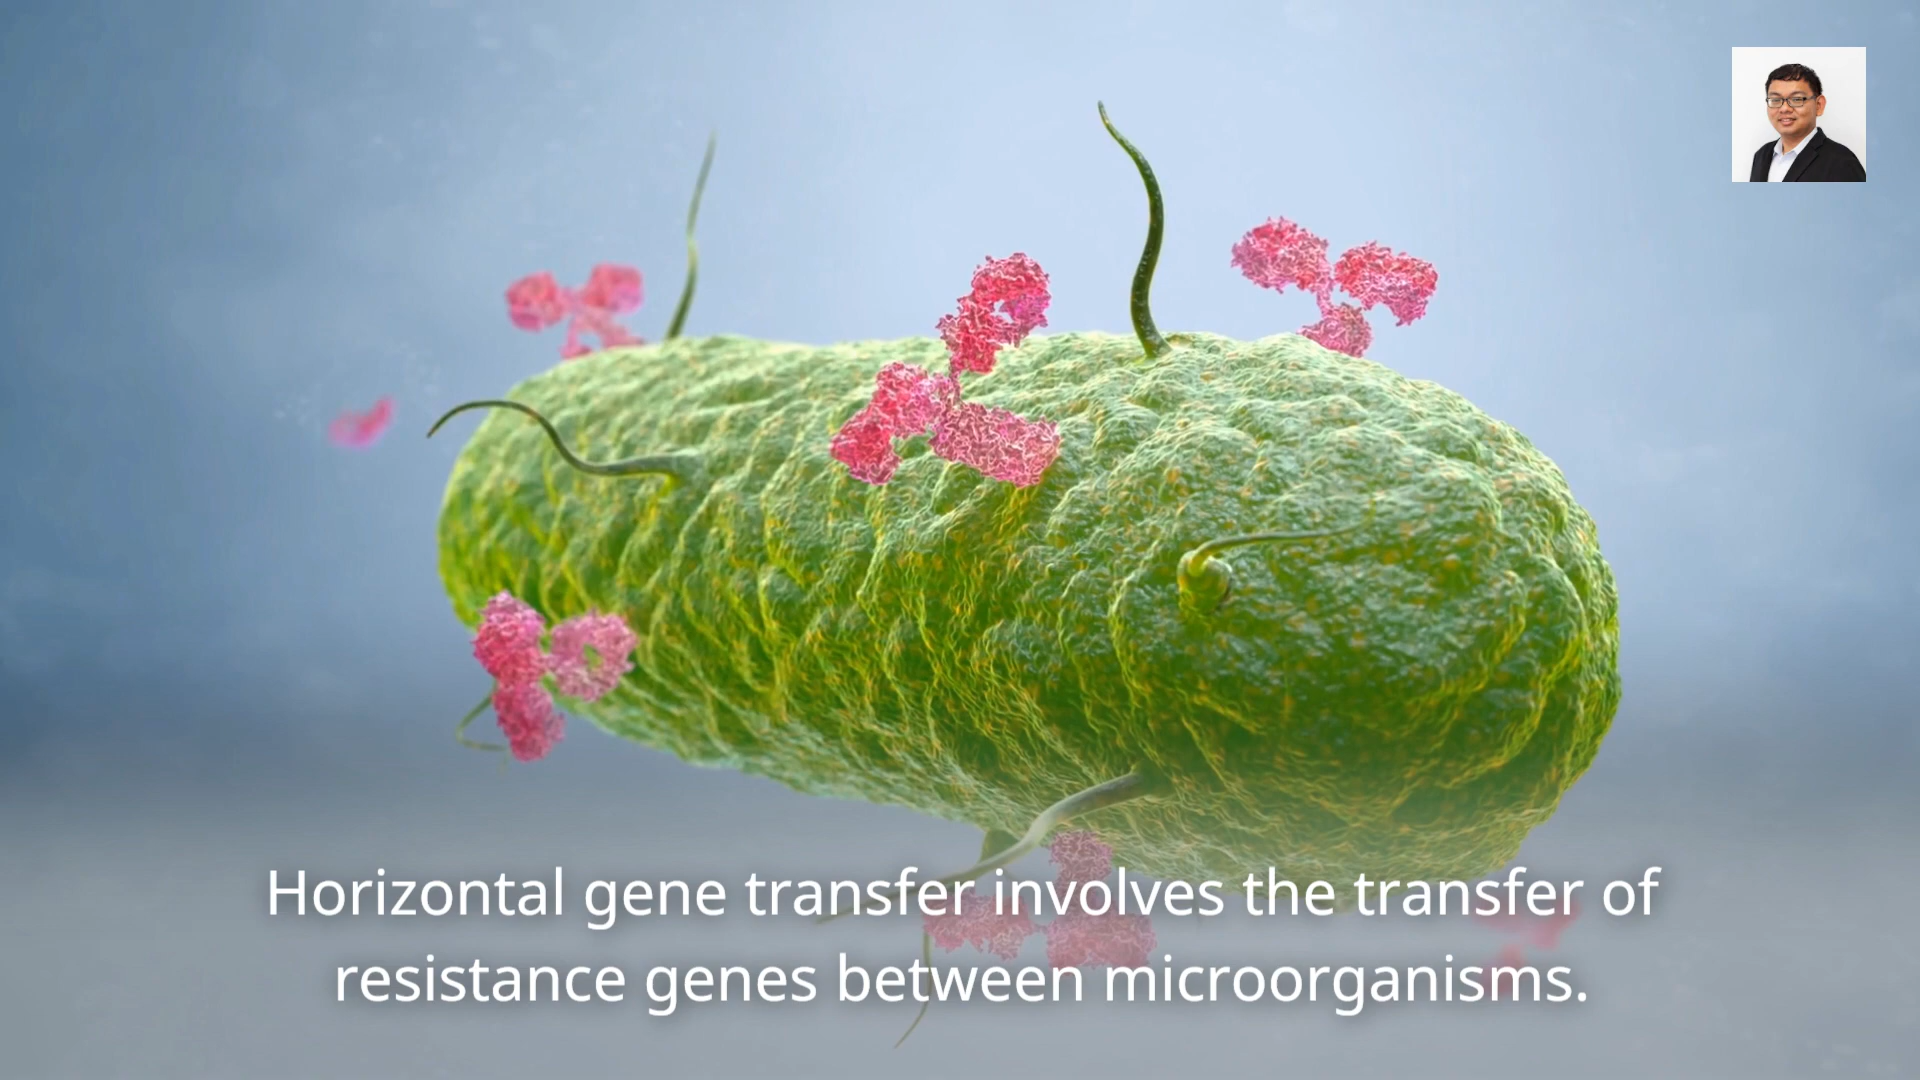 Horizontal gene transfer involves the transfer of
resistance genes between microorganisms.